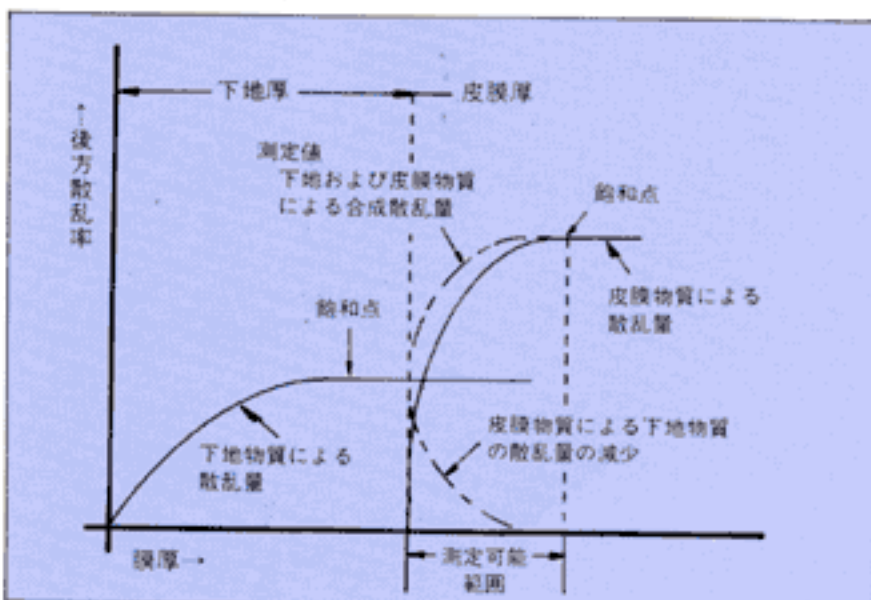 下地厚
皮膜厚
←後方散乱率
測定値
下地および皮膜物質
による合成散乱量
飽和点
皮膜物質による
散乱量
飽和点
下地物質による
散乱量
皮膜物質による下地物質
の散乱量の減少
膜厚→
測定可能
範囲